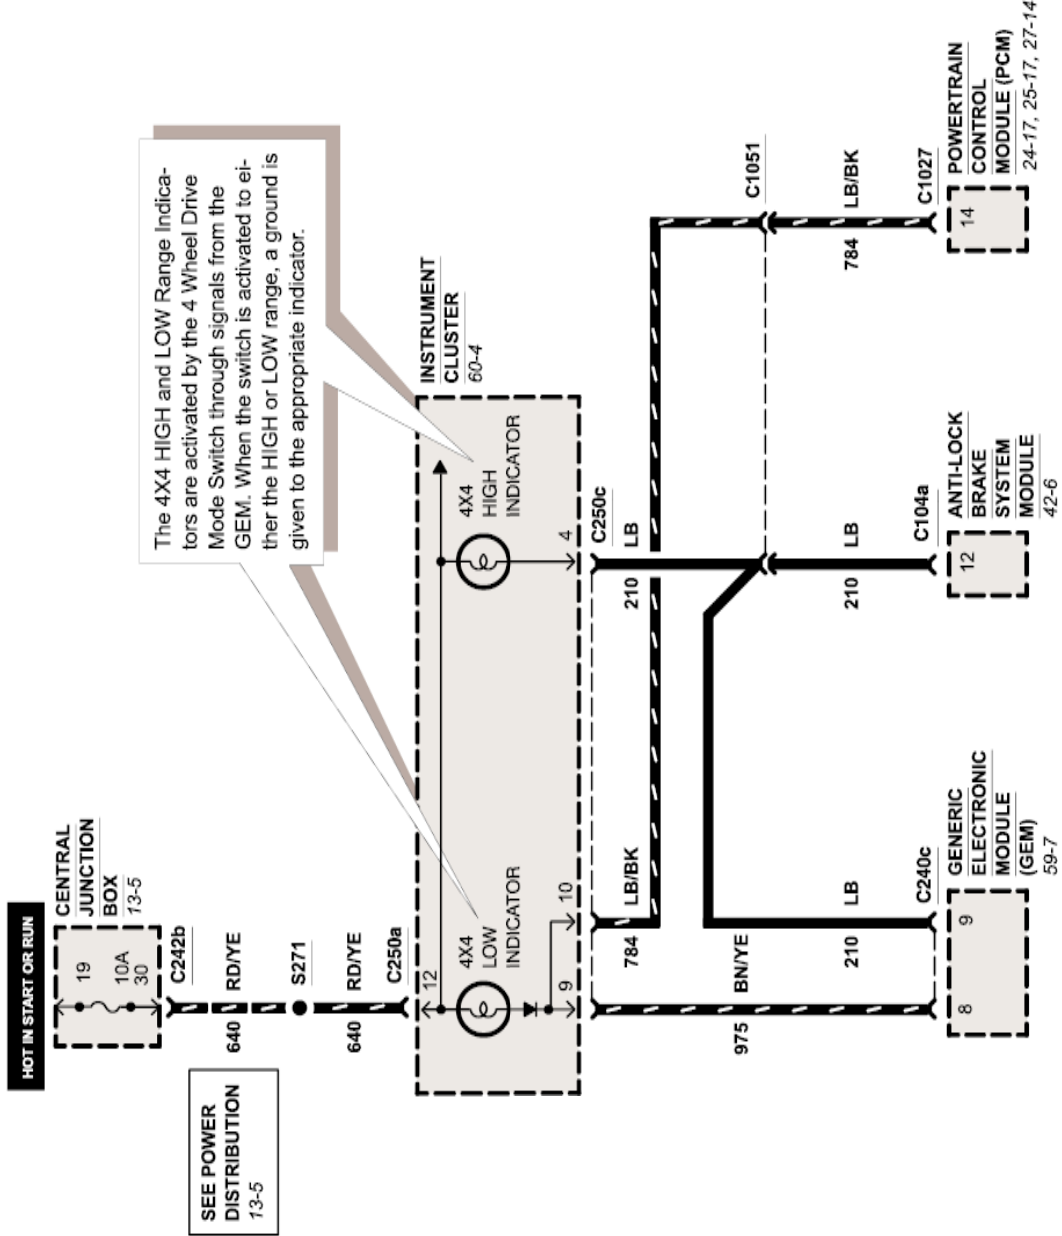 HOT IN START OR RUN
CENTRAL
JUNCTION
BOX
13-5
19
10A
30
C242b
640
RD/YE
SEE POWER
DISTRIBUTION
13-5
S271
640
RD/YE
C250a
12
The 4X4 HIGH and LOW Range Indica-
tors are activated by the 4 Wheel Drive
Mode Switch through signals from the
GEM. When the switch is activated to ei-
ther the HIGH or LOW range, a ground is
given to the appropriate indicator.
INSTRUMENT
CLUSTER
60-4
4X4
LOW
INDICATOR
4X4
HIGH
INDICATOR
9
10
4
C250c
784
LB/BK
210
LB
975
BN/YE
C1051
210
LB
210
LB
784
LB/BK
C240c
C104a
C1027
8
9
12
14
GENERIC
ELECTRONIC
MODULE
(GEM)
59-7
ANTI-LOCK
BRAKE
SYSTEM
MODULE
42-6
POWERTRAIN
CONTROL
MODULE (PCM)
24-17, 25-17, 27-14